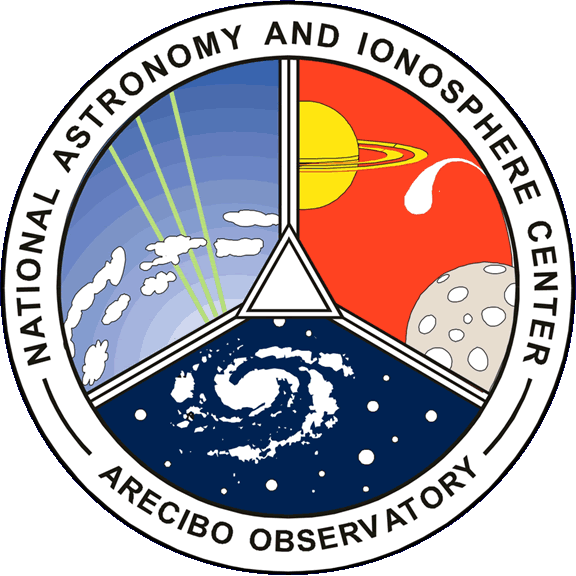 NATIONAL ASTRONOMY AND IONOSPHERE CENTER
ARECIBO OBSERVATORY